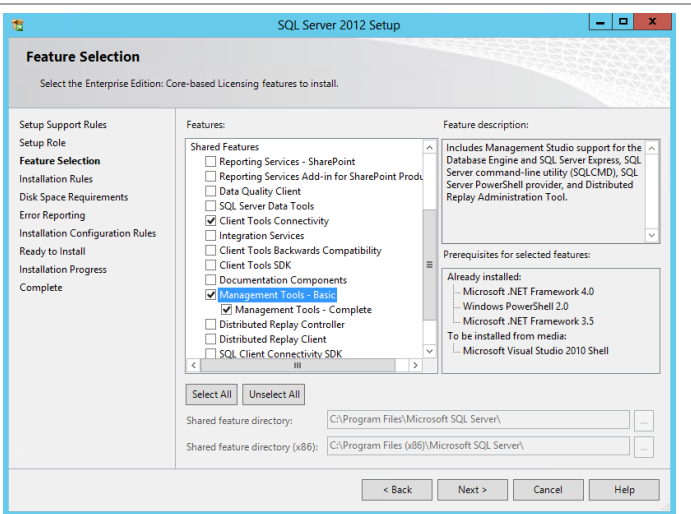 SQL Server 2012 Setup
Feature Selection
Select the Enterprise Edition: Core-based Licensing features to install.
Setup Support Rules
Setup Role
Feature Selection
Installation Rules
Disk Space Requirements
Error Reporting
Installation Configuration Rules
Ready to Install
Installation Progress
Complete
Features:
Shared Features
Reporting Services - SharePoint
Reporting Services Add-in for SharePoint Produ
Data Quality Client
SQL Server Data Tools
Client Tools Connectivity
Integration Services
Client Tools Backwards Compatibility
Client Tools SDK
Documentation Components
Management Tools - Basic
Management Tools - Complete
Distributed Replay Controller
Distributed Replay Client
SQL Client Connectivity SDK
Feature description:
Includes Management Studio support for the
Database Engine and SQL Server Express, SQL
Server command-line utility (SQLCMD), SQL
Server PowerShell provider, and Distributed
Replay Administration Tool.
Prerequisites for selected features:
Already installed:
Microsoft .NET Framework 4.0
Windows PowerShell 2.0
Microsoft .NET Framework 3.5
To be installed from media:
Microsoft Visual Studio 2010 Shell
Select All
Unselect All
Shared feature directory:
C:\Program Files\Microsoft SQL Server\
...
Shared feature directory (x86):
C:\Program Files (x86)\Microsoft SQL Server\
...
< Back
Next >
Cancel
Help